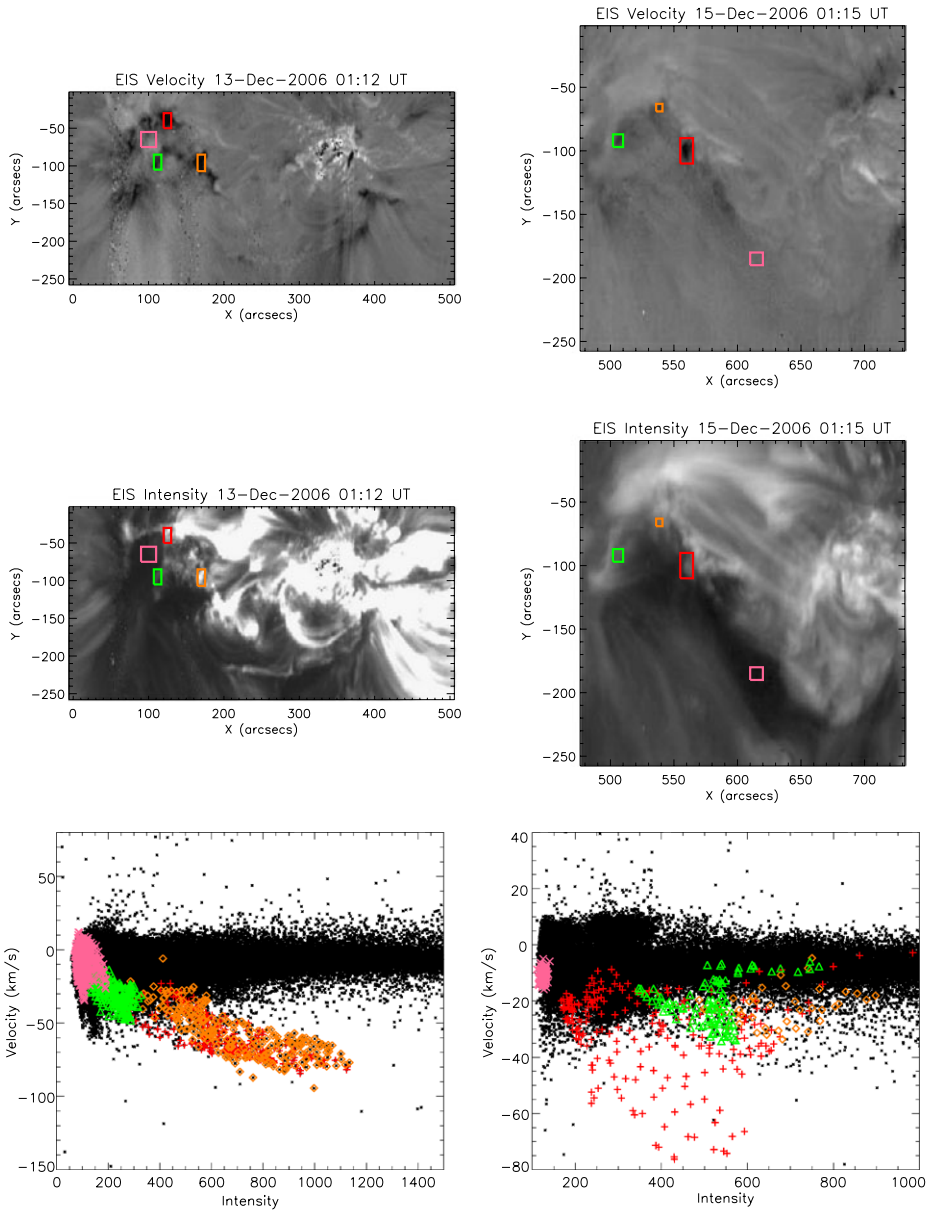 EIS Velocity 13-Dec-2006 01:12 UT
-50
-100
-150
-200
-250
Y (arcsecs)
0 100 200 300 400 500
X (arcsecs)
EIS Velocity 15-Dec-2006 01:15 UT
-50
-100
-150
-200
-250
Y (arcsecs)
500 550 600 650 700
X (arcsecs)
EIS Intensity 13-Dec-2006 01:12 UT
-50
-100
-150
-200
-250
Y (arcsecs)
0 100 200 300 400 500
X (arcsecs)
EIS Intensity 15-Dec-2006 01:15 UT
-50
-100
-150
-200
-250
Y (arcsecs)
500 550 600 650 700
X (arcsecs)
50
0
-50
-100
-150
Velocity (km/s)
0 200 400 600 800 1000 1200 1400
Intensity
40
20
0
-20
-40
-60
-80
Velocity (km/s)
200 400 600 800 1000
Intensity